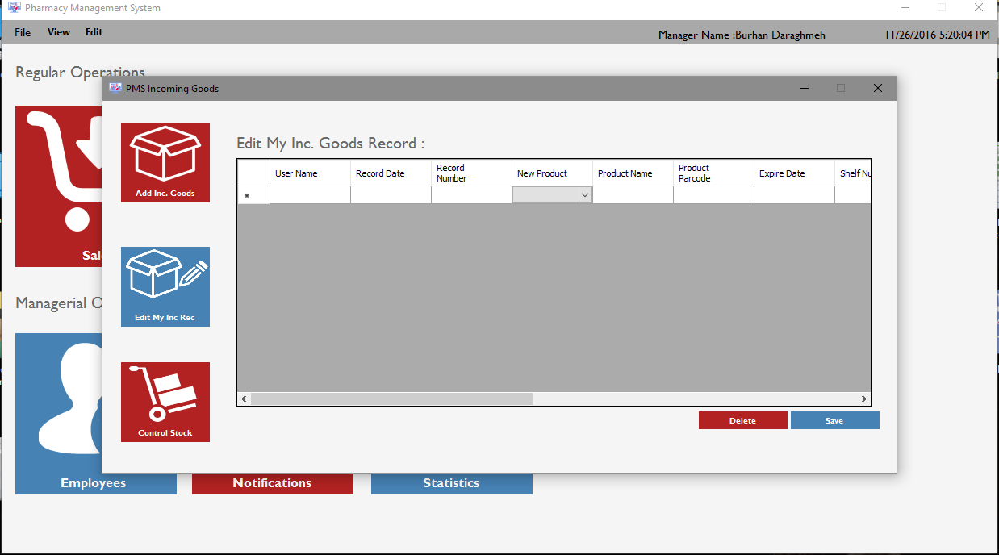 Pharmacy Management System
File View Edit
Manager Name :Burhan Daraghmeh
11/26/2016 5:20:04 PM
Regular Operations
PMS Incoming Goods
Add Inc. Goods
Edit My Inc. Goods Record :
User Name
Record Date
Record
Number
New Product
Product Name
Product
Parcode
Expire Date
Shelf Nu
*
Sal
Managerial O
Edit My Inc Rec
Control Stock
Delete
Save
Employees
Notifications
Statistics